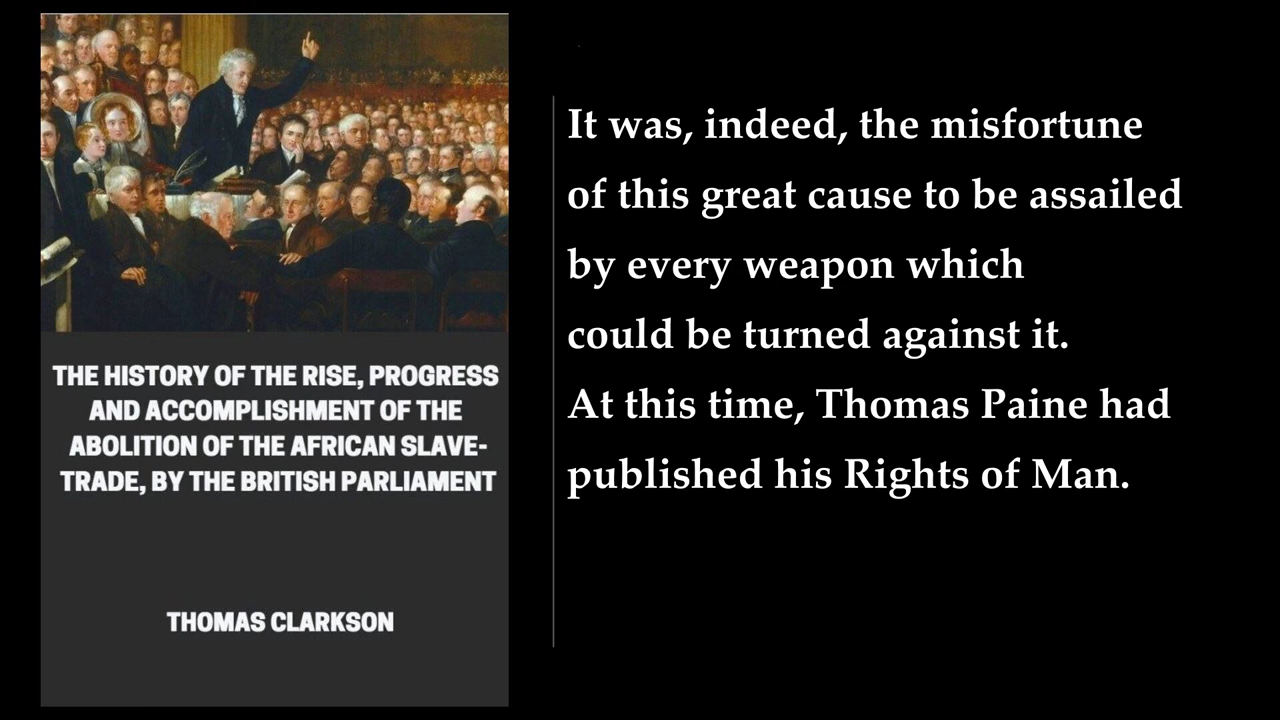 THE HISTORY OF THE RISE, PROGRESS
AND ACCOMPLISHMENT OF THE
ABOLITION OF THE AFRICAN SLAVE-
TRADE, BY THE BRITISH PARLIAMENT
THOMAS CLARKSON
It was, indeed, the misfortune
of this great cause to be assailed
by every weapon which
could be turned against it.
At this time, Thomas Paine had
published his Rights of Man.